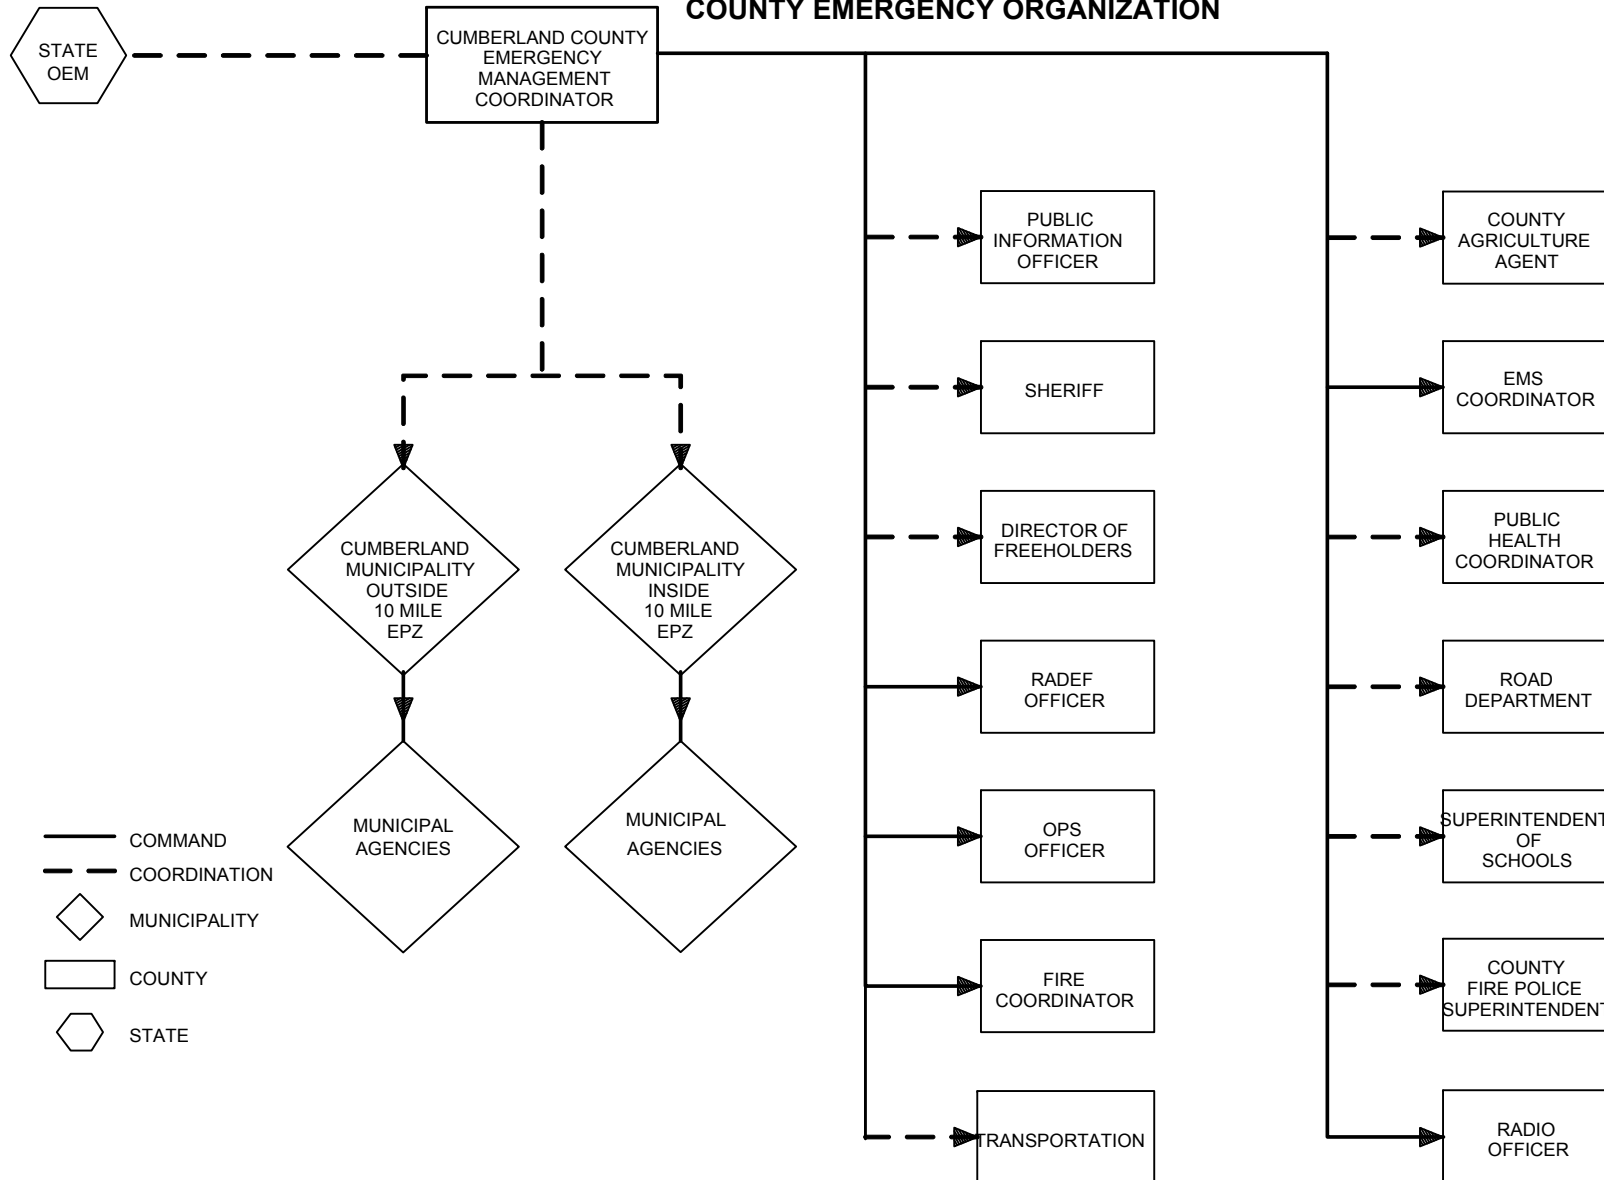 COUNTY EMERGENCY ORGANIZATION
STATE
OEM
CUMBERLAND COUNTY
EMERGENCY
MANAGEMENT
COORDINATOR
PUBLIC
INFORMATION
OFFICER
COUNTY
AGRICULTURE
AGENT
SHERIFF
EMS
COORDINATOR
DIRECTOR OF
FREEHOLDERS
PUBLIC
HEALTH
COORDINATOR
CUMBERLAND
MUNICIPALITY
OUTSIDE
10 MILE
EPZ
CUMBERLAND
MUNICIPALITY
INSIDE
10 MILE
EPZ
RADEF
OFFICER
ROAD
DEPARTMENT
MUNICIPAL
AGENCIES
MUNICIPAL
AGENCIES
OPS
OFFICER
SUPERINTENDENT
OF
SCHOOLS
COMMAND
COORDINATION
MUNICIPALITY
COUNTY
STATE
FIRE
COORDINATOR
COUNTY
FIRE POLICE
SUPERINTENDENT
TRANSPORTATION
RADIO
OFFICER